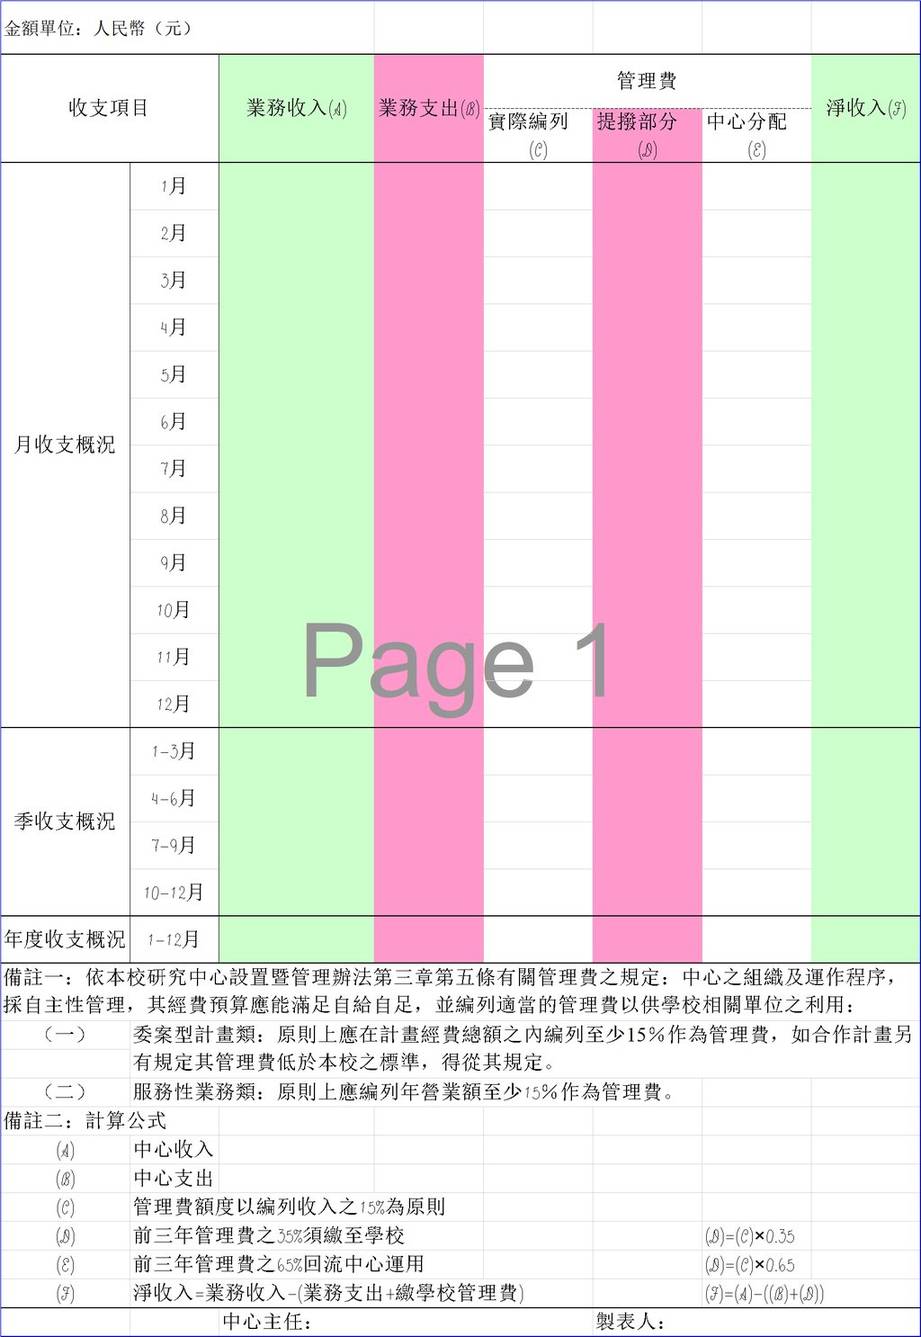 金額單位：人民幣（元）
收支項目 業務收入(A) 業務支出(B) 管理費 淨收入(F)
實際編列 提撥部分 中心分配
(C) (D) (E)
月收支概況
1月
2月
3月
4月
5月
6月
7月
8月
9月
10月
11月
12月
季收支概況
1-3月
4-6月
7-9月
10-12月
年度收支概況 1-12月
Page 1
備註一：依本校研究中心設置暨管理辦法第三章第五條有關管理費之規定：中心之組織及運作程序，
採自主性管理，其經費預算應能滿足自給自足，並編列適當的管理費以供學校相關單位之利用：
（一） 委案型計畫類：原則上應在計畫經費總額之內編列至少15%作為管理費，如合作計畫另
有規定其管理費低於本校之標準，得從其規定。
（二） 服務性業務類：原則上應編列年營業額至少15%作為管理費。
備註二：計算公式
(A) 中心收入
(B) 中心支出
(C) 管理費額度以編列收入之15%為原則
(D) 前三年管理費之35%須繳至學校 (D)=(C)×0.35
(E) 前三年管理費之65%回流中心運用 (D)=(C)×0.65
(F) 淨收入=業務收入-(業務支出+繳學校管理費) (F)=(A)-((B)+(D))
中心主任： 製表人：